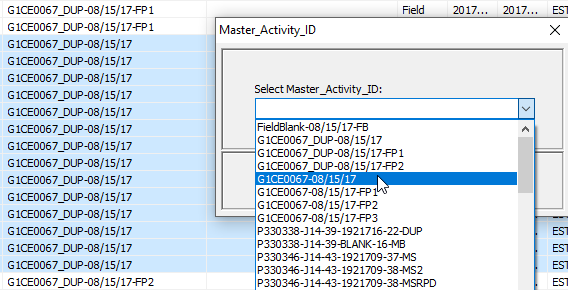 G1CE0067_DUP-08/15/17-FP1 Field 2017... 2017... EST
G1CE0067_DUP-08/15/17-FP1
G1CE0067_DUP-08/15/17
G1CE0067_DUP-08/15/17
G1CE0067_DUP-08/15/17
G1CE0067_DUP-08/15/17
G1CE0067_DUP-08/15/17
G1CE0067_DUP-08/15/17
G1CE0067_DUP-08/15/17
G1CE0067_DUP-08/15/17
G1CE0067_DUP-08/15/17
G1CE0067_DUP-08/15/17
G1CE0067_DUP-08/15/17
G1CE0067_DUP-08/15/17
G1CE0067_DUP-08/15/17
G1CE0067_DUP-08/15/17
G1CE0067_DUP-08/15/17-FP2
Master_Activity_ID
Select Master_Activity_ID:
FieldBlank-08/15/17-FB
G1CE0067_DUP-08/15/17
G1CE0067_DUP-08/15/17-FP1
G1CE0067_DUP-08/15/17-FP2
G1CE0067-08/15/17
G1CE0067-08/15/17-FP1
G1CE0067-08/15/17-FP2
G1CE0067-08/15/17-FP3
P330338-J14-39-1921716-22-DUP
P330338-J14-39-BLANK-16-MB
P330346-J14-43-1921709-37-MS
P330346-J14-43-1921709-38-MS2
P330346-J14-43-1921709-38-MSRPD